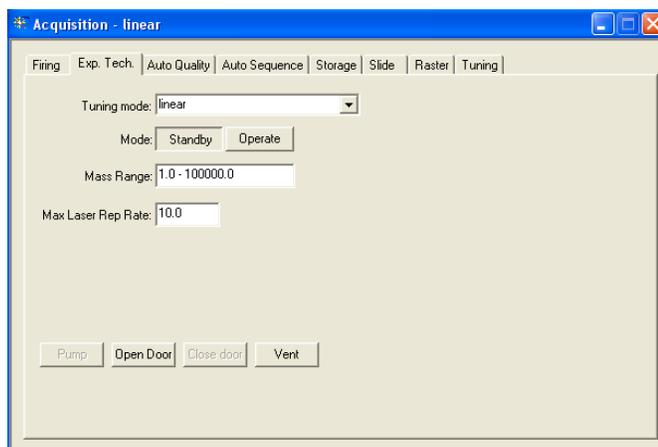 Acquisition - linear
Firing Exp. Tech. Auto Quality Auto Sequence Storage Slide Raster Tuning
Tuning mode: linear
Mode: Standby Operate
Mass Range: 1.0 - 100000.0
Max Laser Rep Rate: 10.0
Pump Open Door Close door Vent